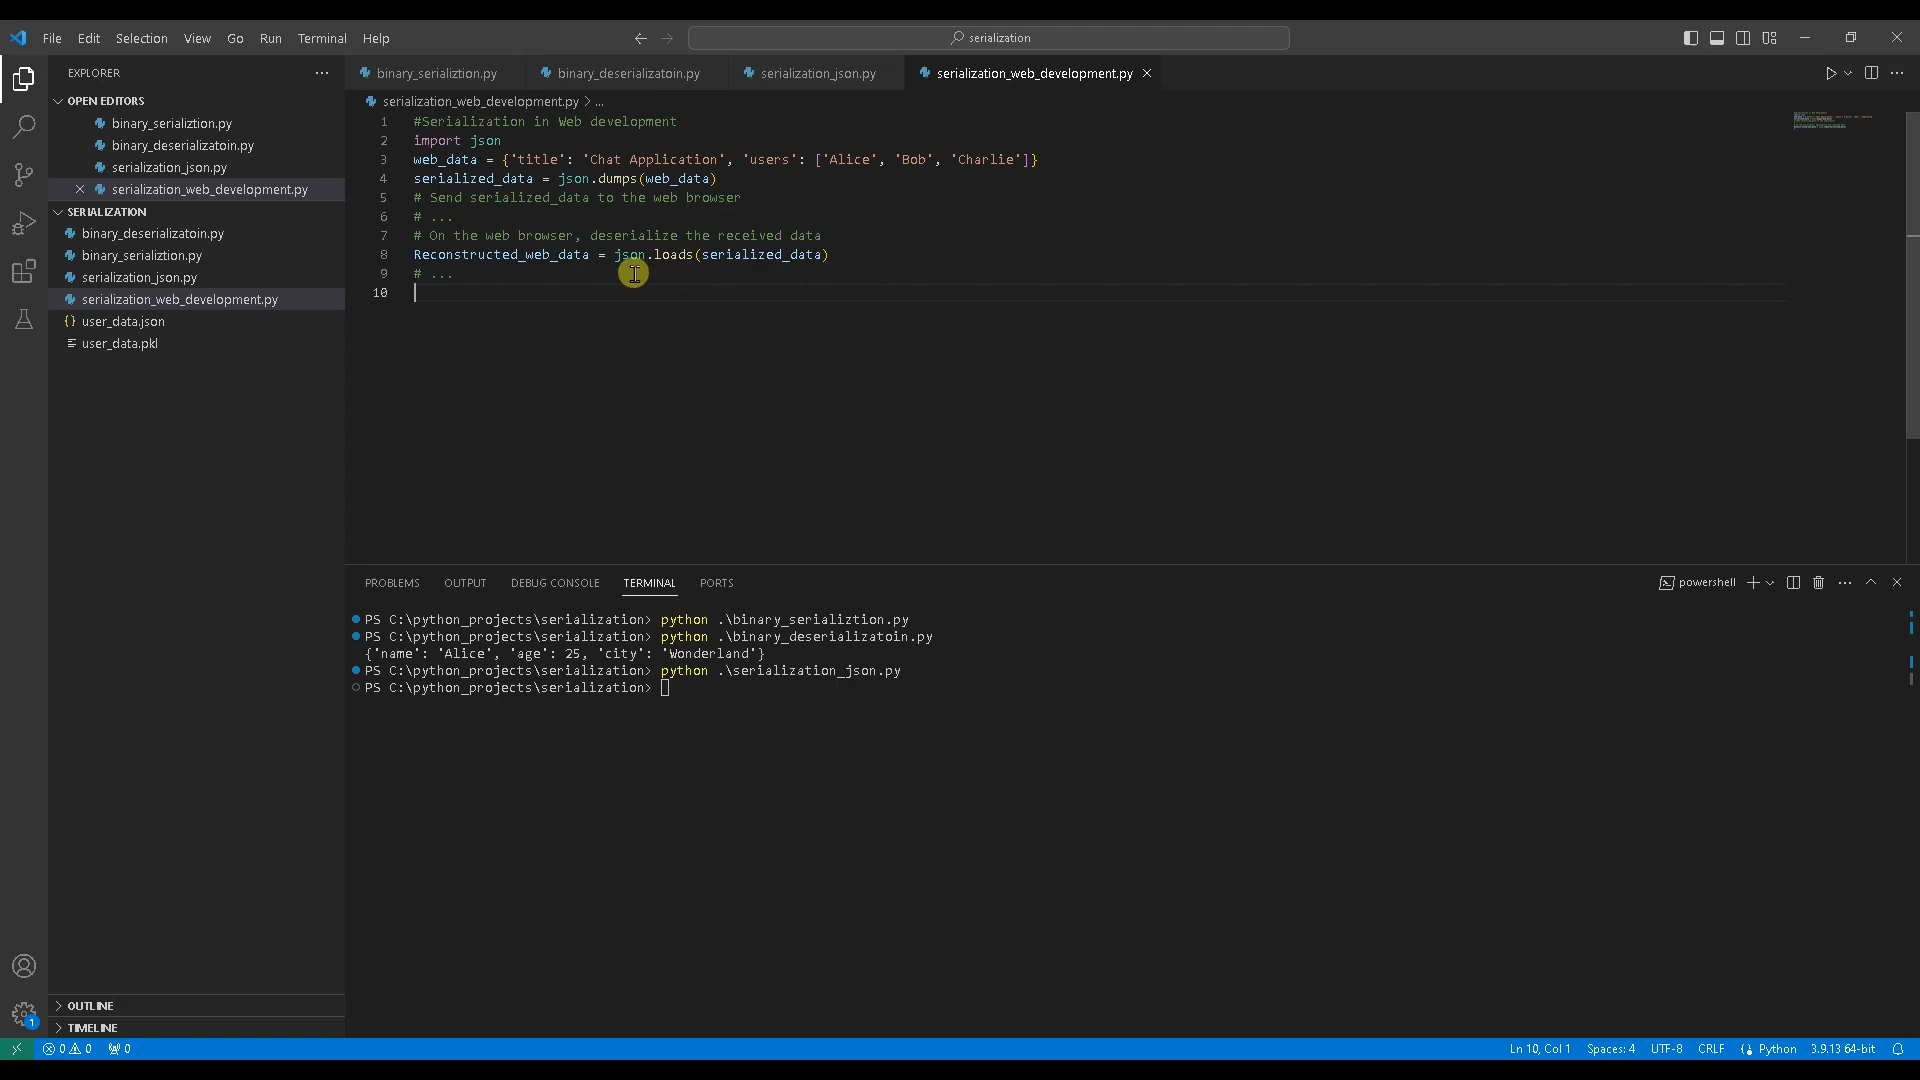 File Edit Selection View Go Run Terminal Help
serialization
EXPLORER
OPEN EDITORS
binary_serializtion.py
binary_deserializatoin.py
serialization_json.py
serialization_web_development.py
SERIALIZATION
binary_deserializatoin.py
binary_serializtion.py
serialization_json.py
serialization_web_development.py
{} user_data.json
user_data.pkl
OUTLINE
TIMELINE
binary_serializtion.py binary_deserializatoin.py serialization_json.py serialization_web_development.py
serialization_web_development.py > ...
1 #Serialization in Web development
2 import json
3 web_data = {'title': 'Chat Application', 'users': ['Alice', 'Bob', 'Charlie']}
4 serialized_data = json.dumps(web_data)
5 # Send serialized_data to the web browser
6 # ...
7 # On the web browser, deserialize the received data
8 Reconstructed_web_data = json.loads(serialized_data)
9 # ...
10
PROBLEMS OUTPUT DEBUG CONSOLE TERMINAL PORTS
powershell
PS C:\python_projects\serialization> python .\binary_serializtion.py
PS C:\python_projects\serialization> python .\binary_deserializatoin.py
{'name': 'Alice', 'age': 25, 'city': 'Wonderland'}
PS C:\python_projects\serialization> python .\serialization_json.py
PS C:\python_projects\serialization>
1
0 0 0
Ln 10, Col 1 Spaces: 4 UTF-8 CRLF Python 3.9.13 64-bit